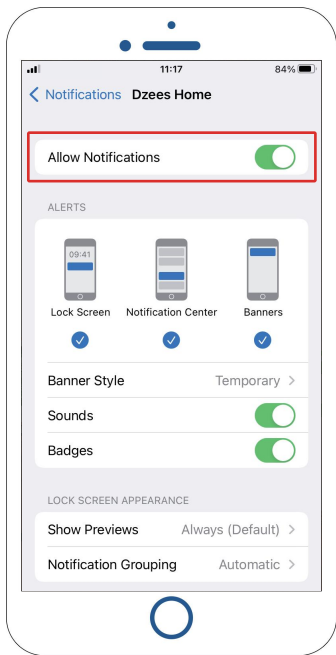 11:17 84%
Notifications Dzees Home
Allow Notifications
ALERTS
09:41
Lock Screen Notification Center Banners
Banner Style Temporary
Sounds
Badges
LOCK SCREEN APPEARANCE
Show Previews Always (Default)
Notification Grouping Automatic